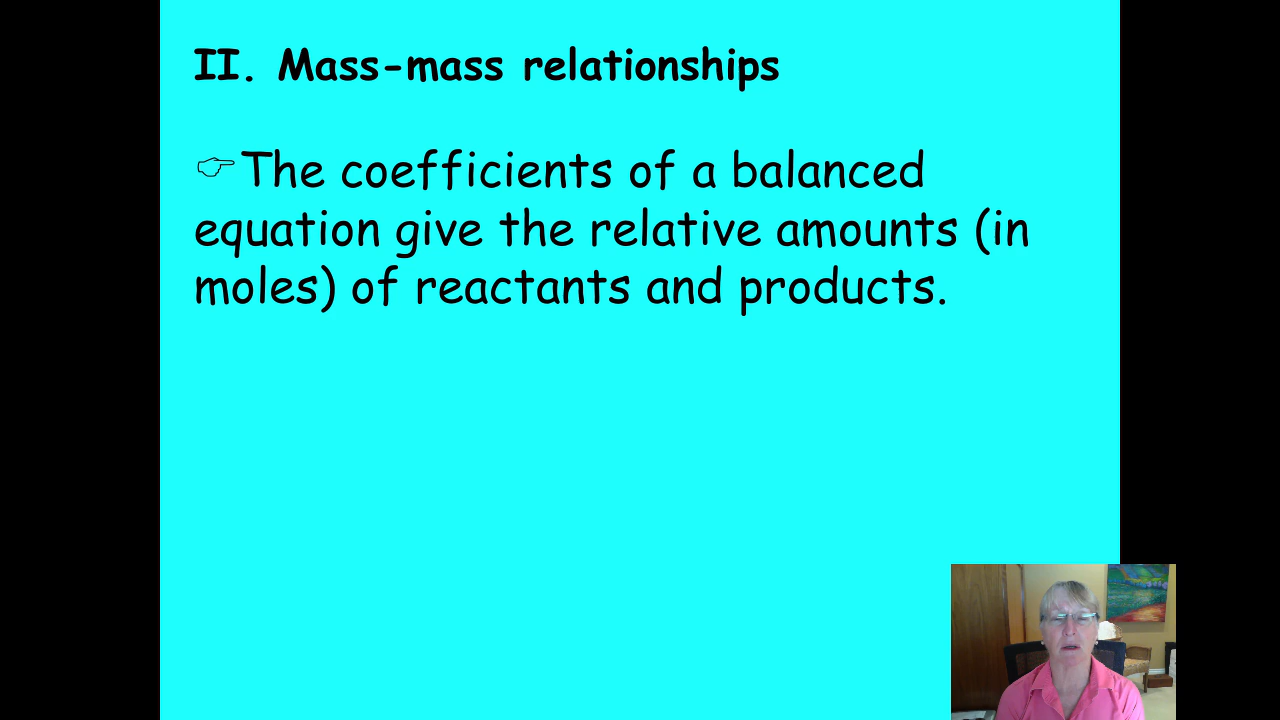 II. Mass-mass relationships
☞The coefficients of a balanced
equation give the relative amounts (in
moles) of reactants and products.